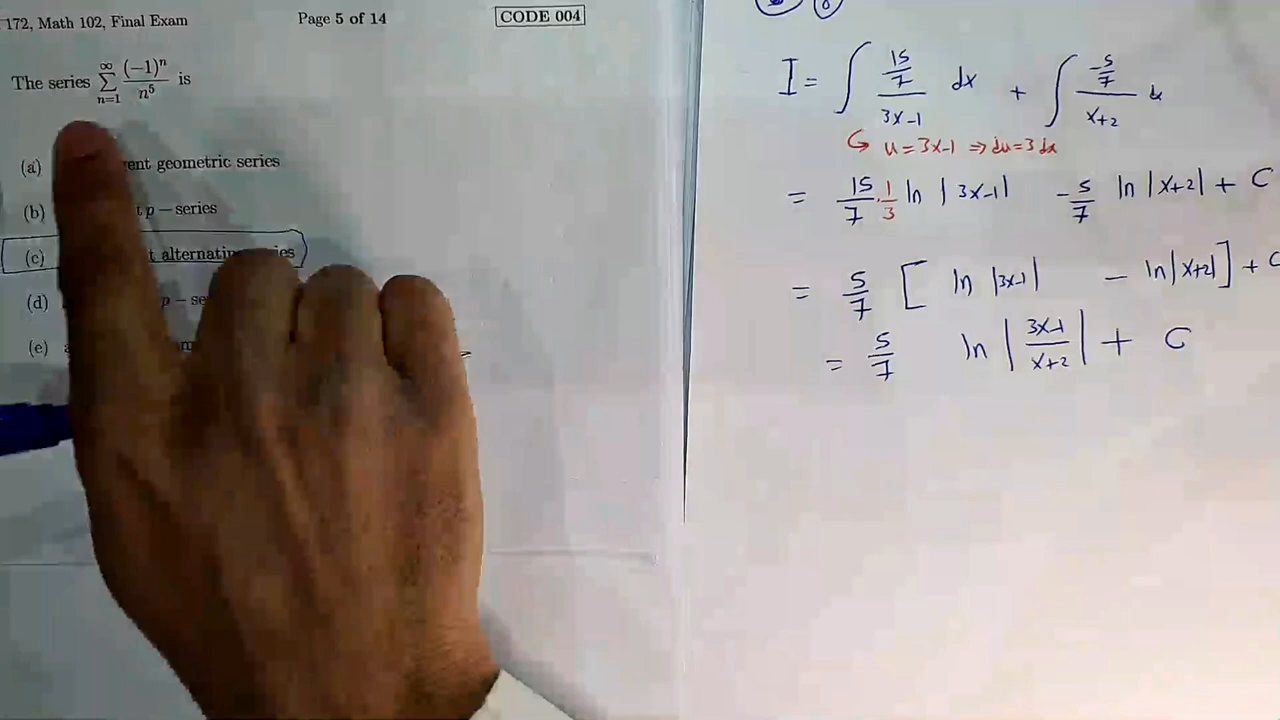 172, Math 102, Final Exam Page 5 of 14 CODE 004
The series ∑_{n=1}^{∞} (-1)^n / n^5 is
(a) ent geometric series
(b) t p − series
(c) t alternating series
(d) p − se
(e)
I = ∫ (15/7)/(3x-1) dx + ∫ (-5/7)/(x+2) dx
↳ u = 3x-1 ⇒ du = 3 dx
= 15/7 · 1/3 ln |3x-1| - 5/7 ln |x+2| + C
= 5/7 [ ln |3x-1| - ln |x+2| ] + C
= 5/7 ln | (3x-1)/(x+2) | + C